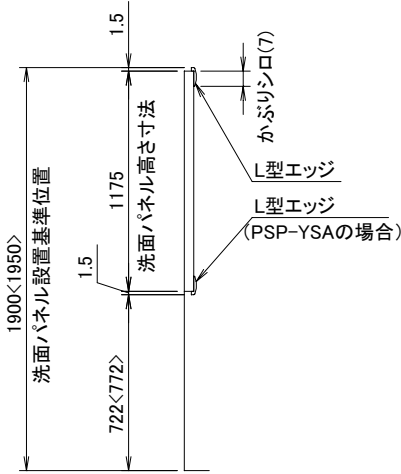 1.5
かぶりシロ(7)
1900<1950>
洗面パネル設置基準位置
1175
洗面パネル高さ寸法
L型エッジ
L型エッジ
(PSP-YSAの場合)
1.5
722<772>